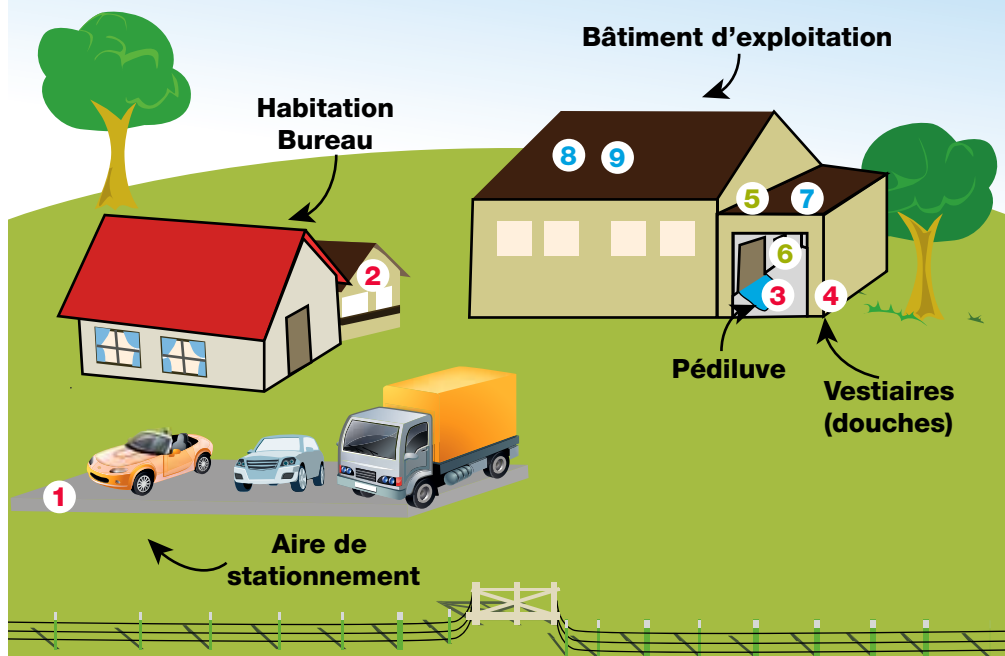 Bâtiment d’exploitation
Habitation
Bureau
8
9
5
7
2
6
3
4
Pédiluve
Vestiaires
(douches)
1
Aire de
stationnement